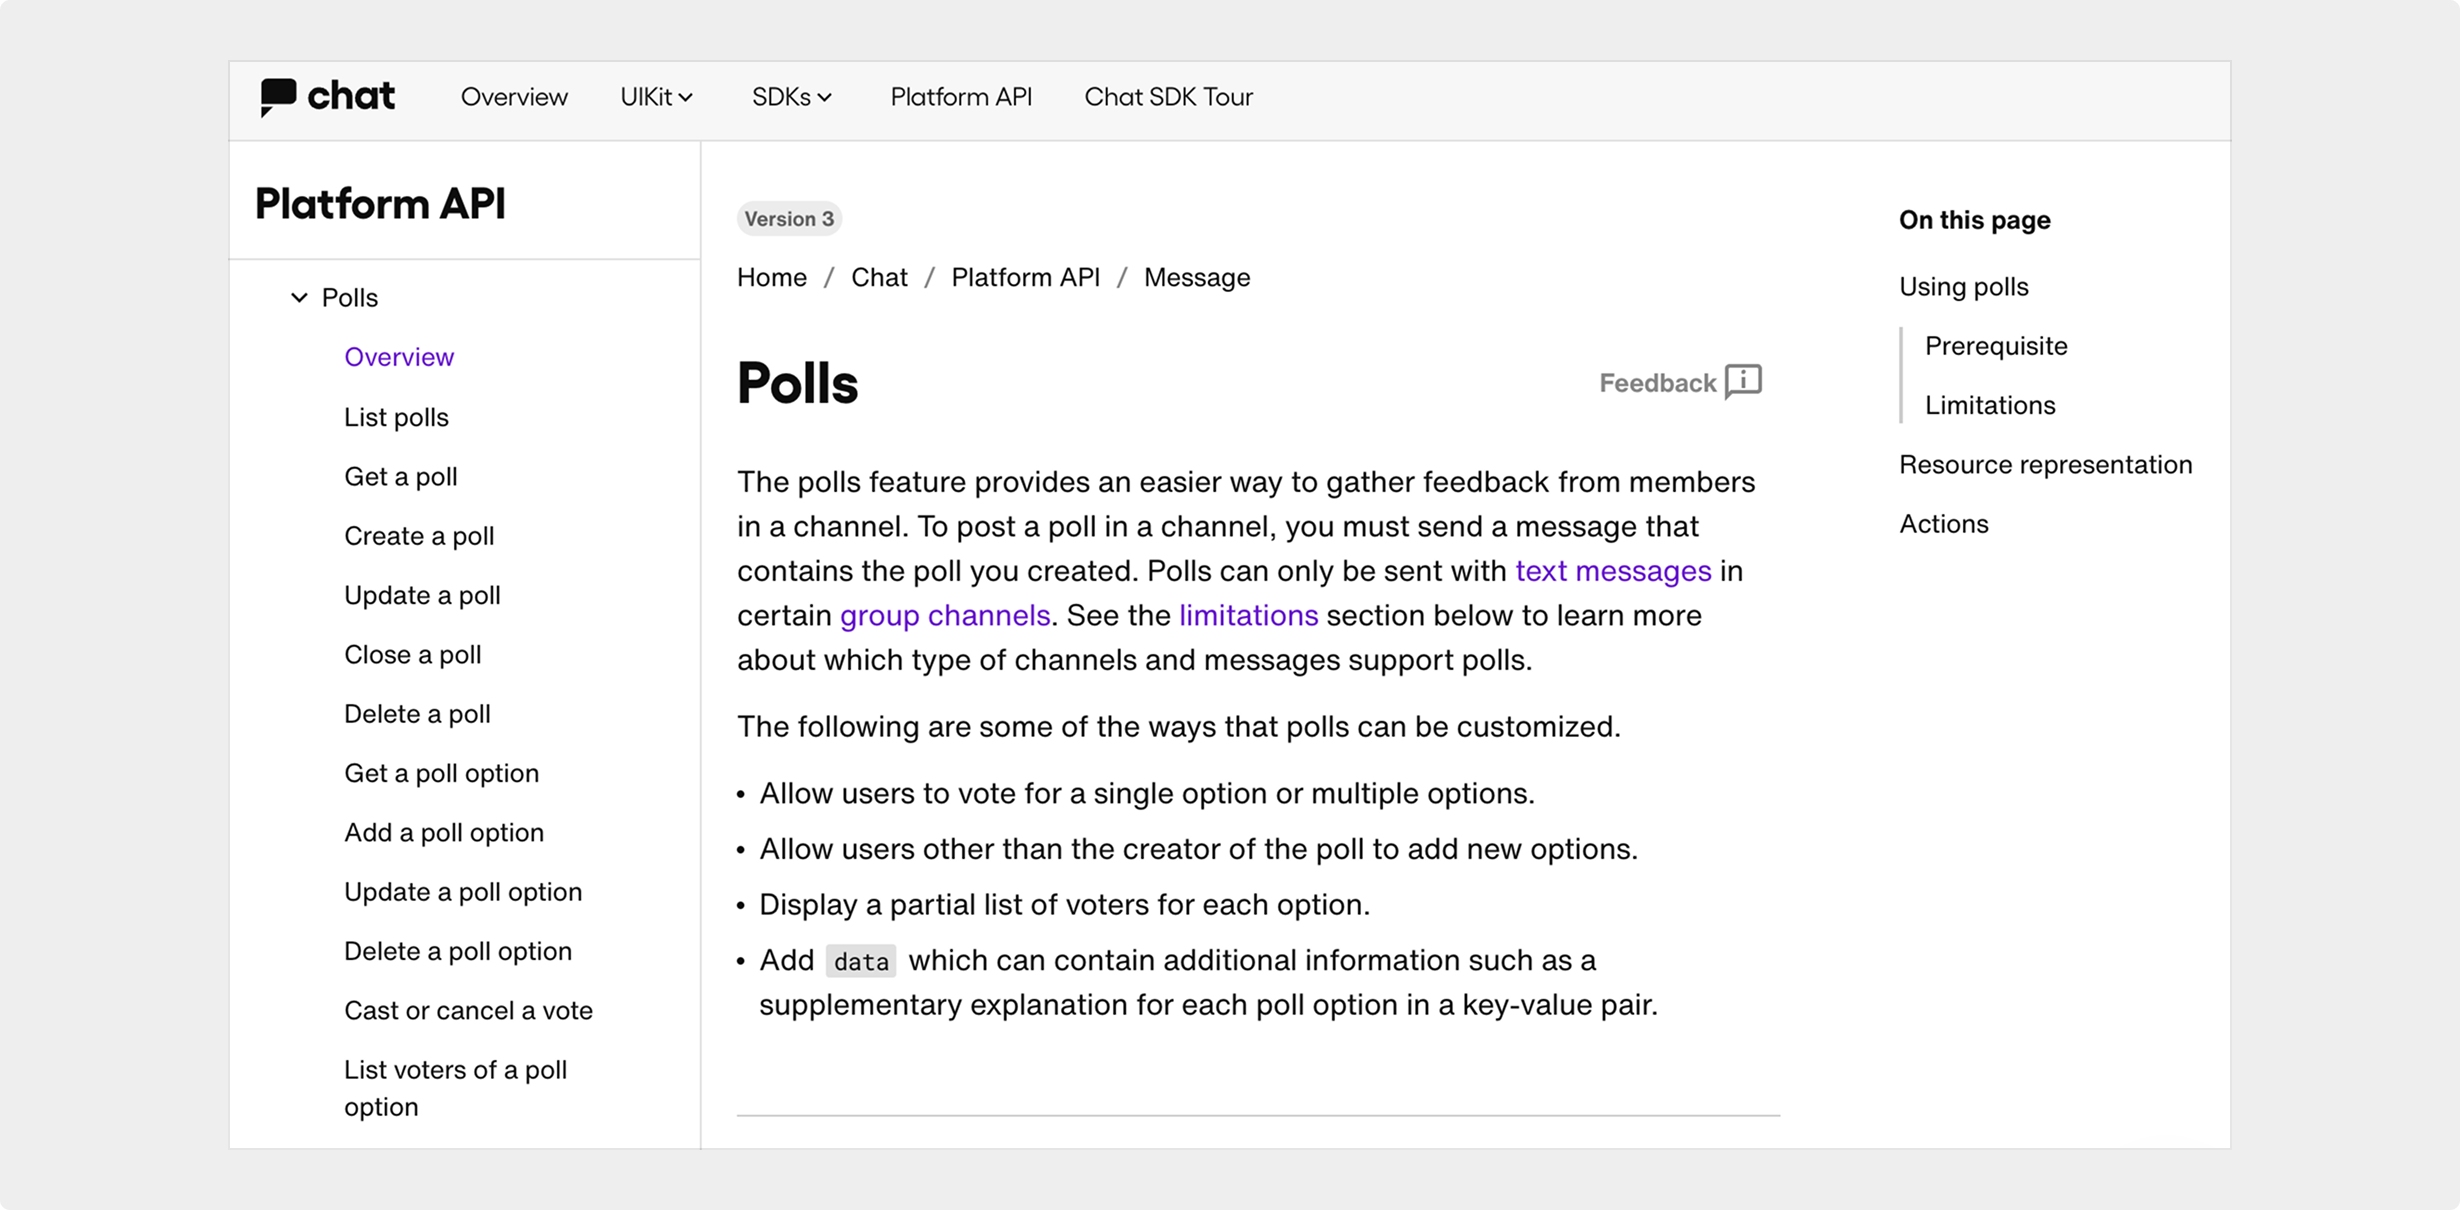 chat
Overview
UIKit
SDKs
Platform API
Chat SDK Tour
Platform API
Polls
Overview
List polls
Get a poll
Create a poll
Update a poll
Close a poll
Delete a poll
Get a poll option
Add a poll option
Update a poll option
Delete a poll option
Cast or cancel a vote
List voters of a poll
option
Version 3
Home / Chat / Platform API / Message
Polls
Feedback
The polls feature provides an easier way to gather feedback from members
in a channel. To post a poll in a channel, you must send a message that
contains the poll you created. Polls can only be sent with text messages in
certain group channels. See the limitations section below to learn more
about which type of channels and messages support polls.
The following are some of the ways that polls can be customized.
• Allow users to vote for a single option or multiple options.
• Allow users other than the creator of the poll to add new options.
• Display a partial list of voters for each option.
• Add data which can contain additional information such as a
supplementary explanation for each poll option in a key-value pair.
On this page
Using polls
Prerequisite
Limitations
Resource representation
Actions